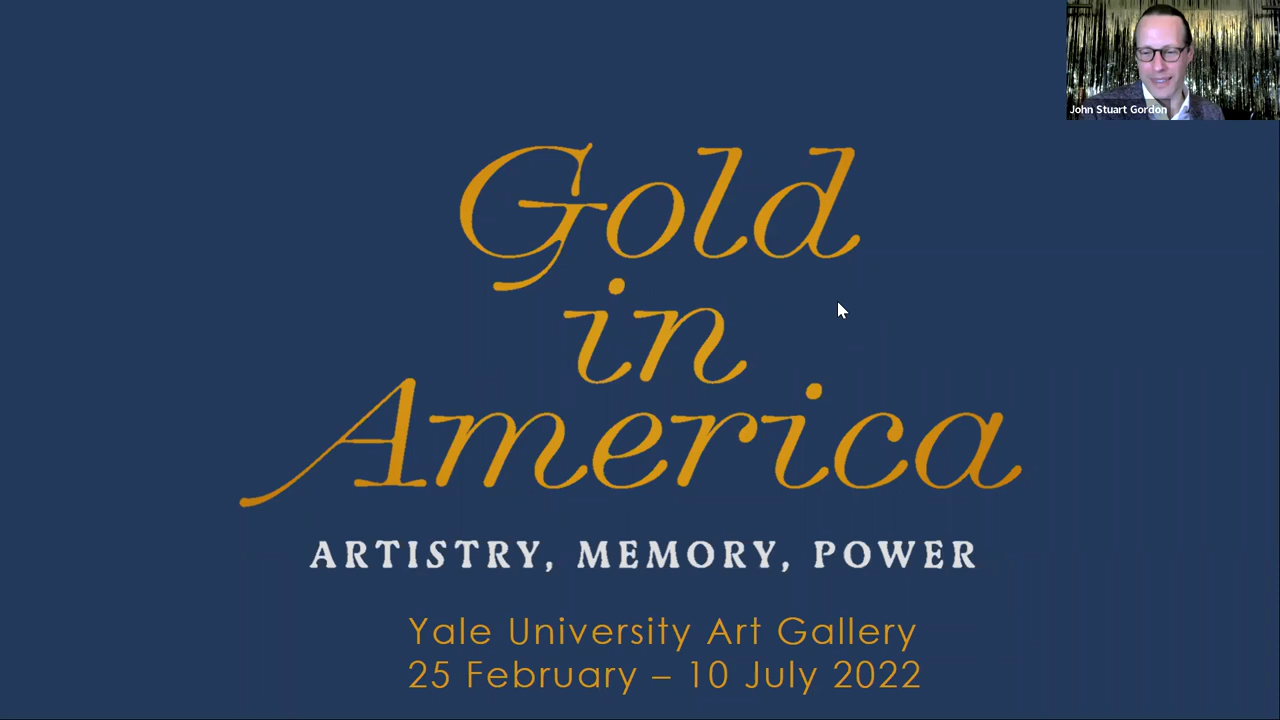 John Stuart Gordon
Gold
in
America
ARTISTRY, MEMORY, POWER
Yale University Art Gallery
25 February – 10 July 2022